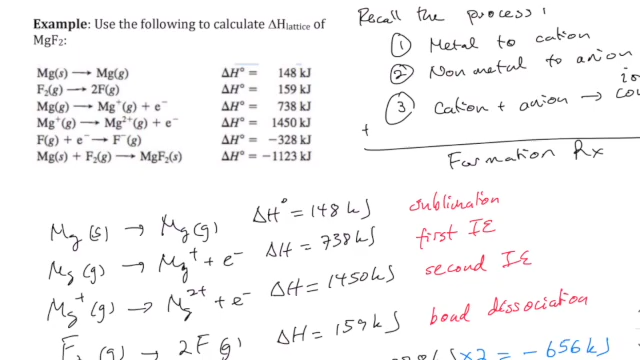 Example: Use the following to calculate ΔHlattice of
MgF₂:
Mg(s) ⟶ Mg(g) ΔH° = 148 kJ
F₂(g) ⟶ 2F(g) ΔH° = 159 kJ
Mg(g) ⟶ Mg⁺(g) + e⁻ ΔH° = 738 kJ
Mg⁺(g) ⟶ Mg²⁺(g) + e⁻ ΔH° = 1450 kJ
F(g) + e⁻ ⟶ F⁻(g) ΔH° = −328 kJ
Mg(s) + F₂(g) ⟶ MgF₂(s) ΔH° = −1123 kJ
Recall the process:
① Metal to cation
② Nonmetal to anion
③ Cation + anion →
+
Formation Rx
Mg(s) → Mg(g) ΔH° = 148 kJ sublimation
Mg(g) → Mg⁺ + e⁻ ΔH = 738 kJ first IE
Mg⁺(g) → Mg²⁺ + e⁻ ΔH = 1450 kJ second IE
F₂(g) → 2F(g) ΔH = 159 kJ bond dissociation
×2 = −656 kJ